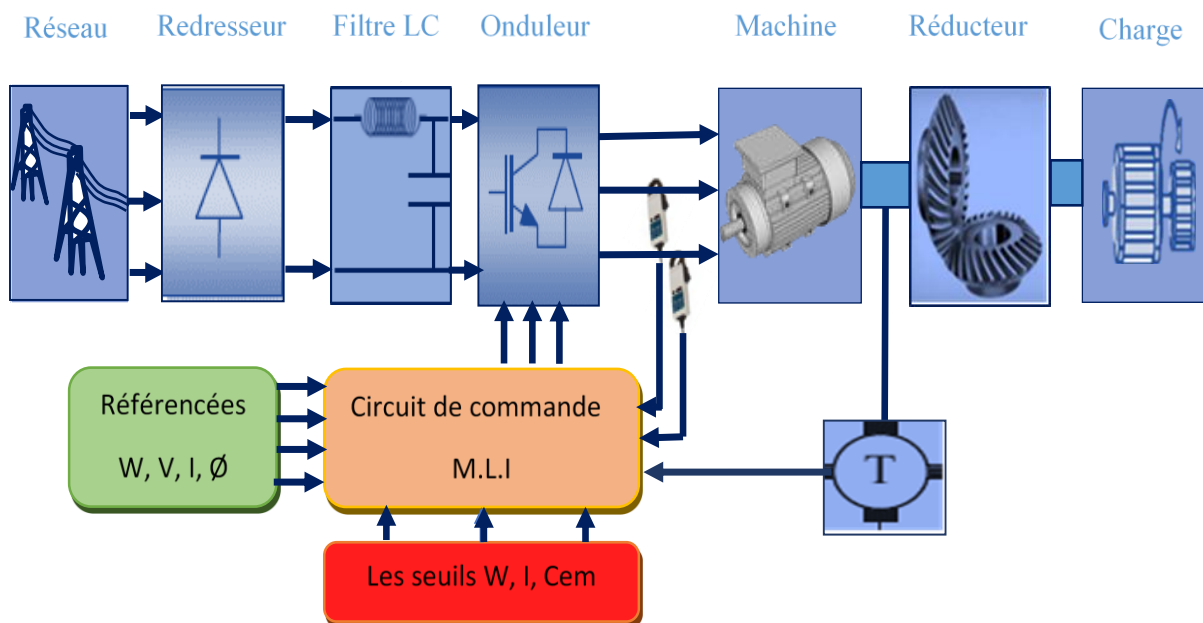 Réseau
Redresseur
Filtre LC
Onduleur
Machine
Réducteur
Charge
Référencées
W, V, I, Ø
Circuit de commande
M.L.I
T
Les seuils W, I, Cem